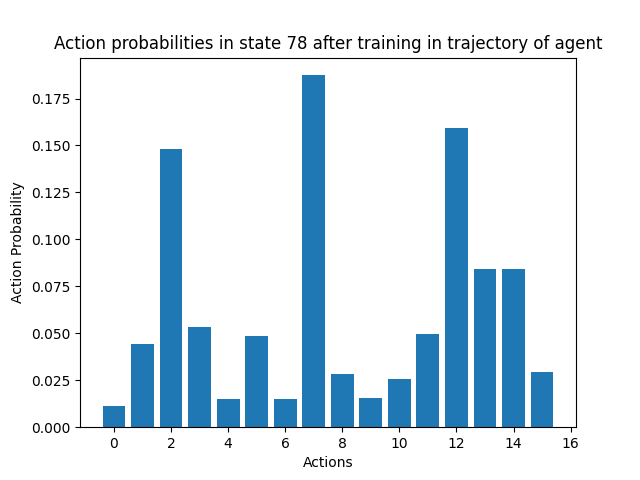 Action probabilities in state 78 after training in trajectory of agent
Action Probability
0.175
0.150
0.125
0.100
0.075
0.050
0.025
0.000
0 2 4 6 8 10 12 14 16
Actions